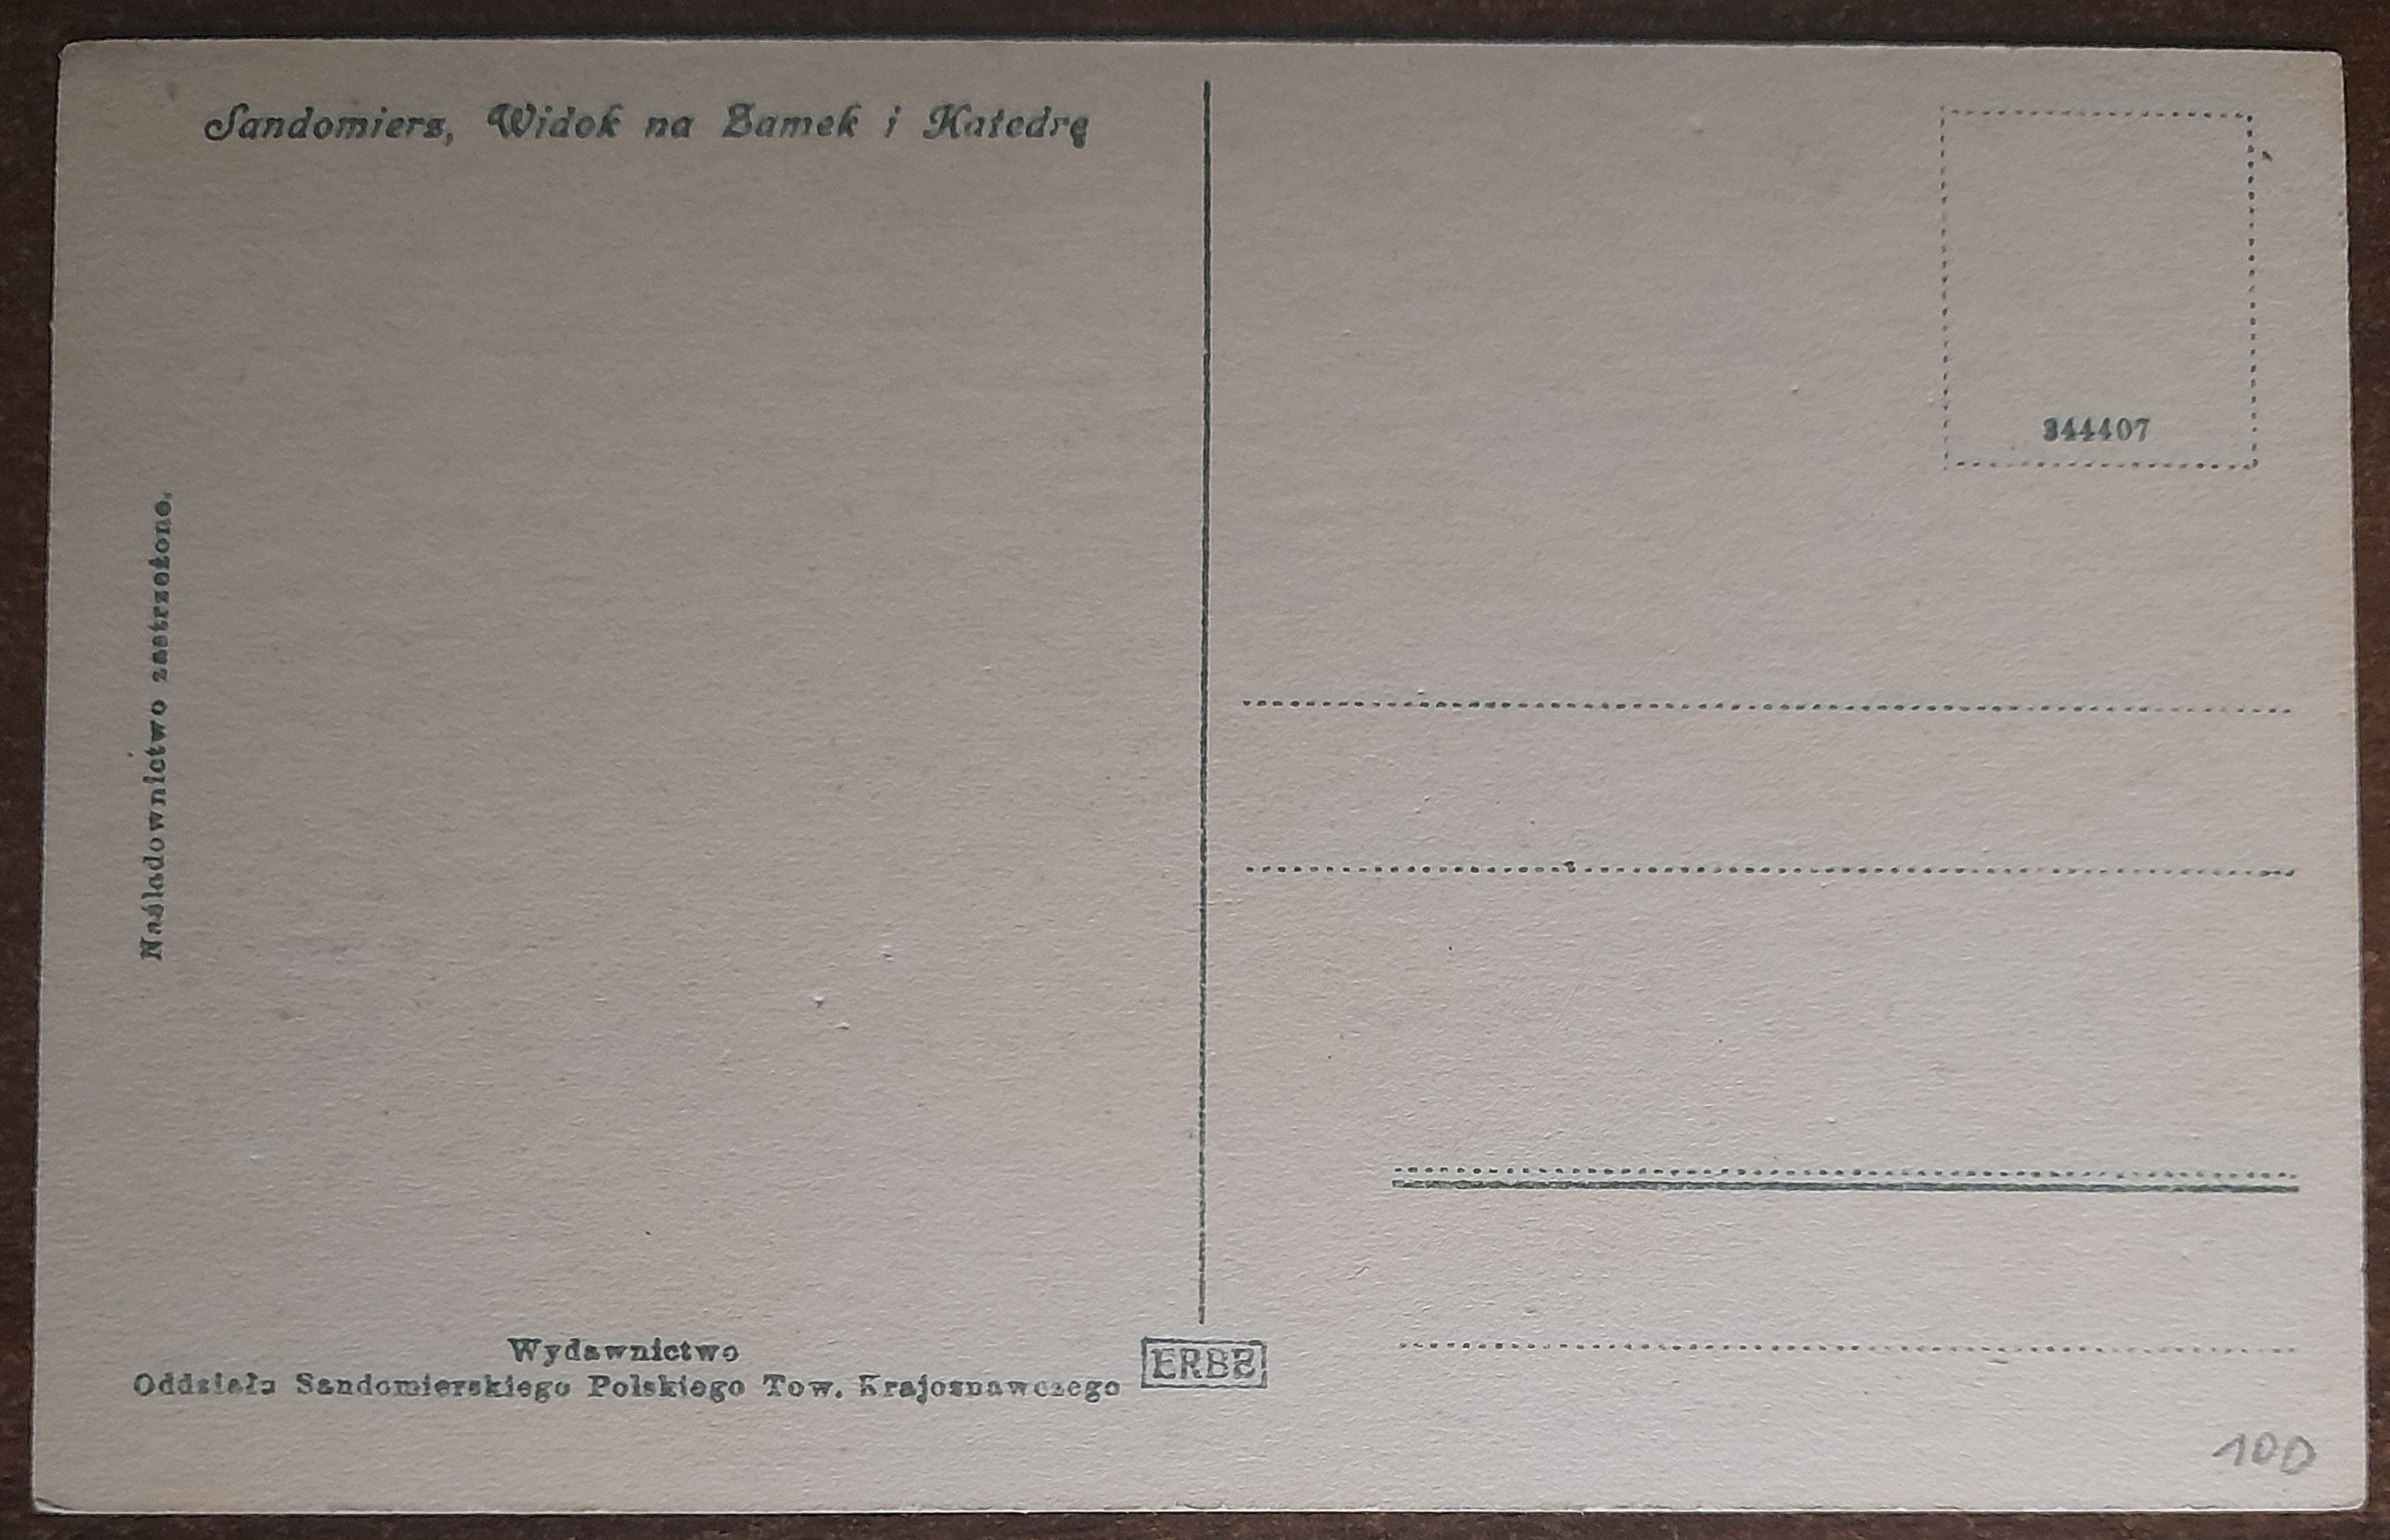 Sandomierz, Widok na Zamek i Katedrę
344407
Naśladownictwo zastrzeżone.
Wydawnictwo
Oddziału Sandomierskiego Polskiego Tow. Krajoznawczego
ERBE
100